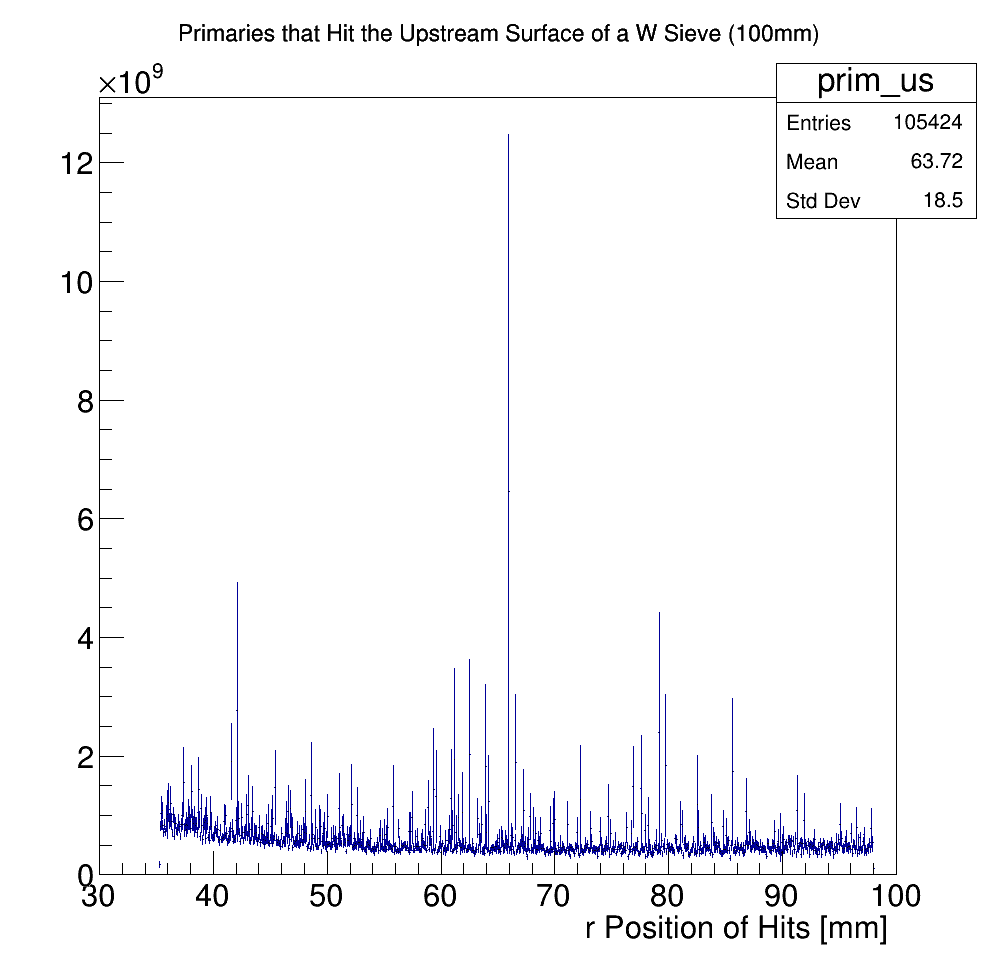 Primaries that Hit the Upstream Surface of a W Sieve (100mm)
×10⁹
prim_us
Entries 105424
Mean 63.72
Std Dev 18.5
12
10
8
6
4
2
0
30 40 50 60 70 80 90 100
r Position of Hits [mm]